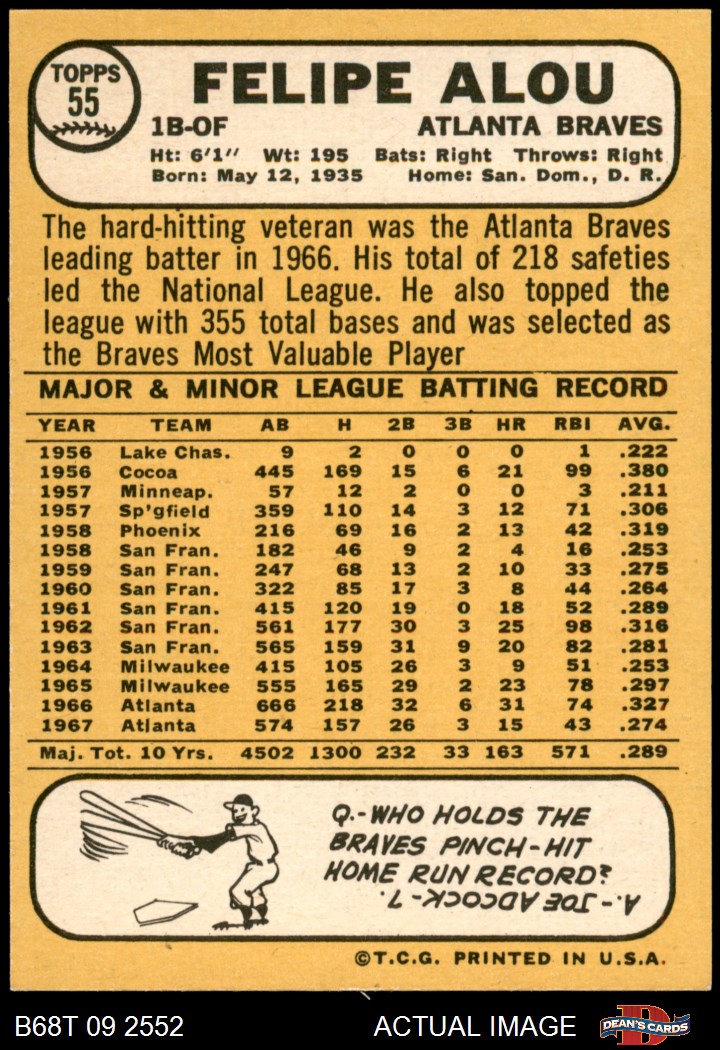 TOPPS
55
FELIPE ALOU
1B-OF ATLANTA BRAVES
Ht: 6'1" Wt: 195 Bats: Right Throws: Right
Born: May 12, 1935 Home: San. Dom., D. R.
The hard-hitting veteran was the Atlanta Braves
leading batter in 1966. His total of 218 safeties
led the National League. He also topped the
league with 355 total bases and was selected as
the Braves Most Valuable Player
MAJOR & MINOR LEAGUE BATTING RECORD
YEAR TEAM AB H 2B 3B HR RBI AVG.
1956 Lake Chas. 9 2 0 0 0 1 .222
1956 Cocoa 445 169 15 6 21 99 .380
1957 Minneap. 57 12 2 0 0 3 .211
1957 Sp'gfield 359 110 14 3 12 71 .306
1958 Phoenix 216 69 16 2 13 42 .319
1958 San Fran. 182 46 9 2 4 16 .253
1959 San Fran. 247 68 13 2 10 33 .275
1960 San Fran. 322 85 17 3 8 44 .264
1961 San Fran. 415 120 19 0 18 52 .289
1962 San Fran. 561 177 30 3 25 98 .316
1963 San Fran. 565 159 31 9 20 82 .281
1964 Milwaukee 415 105 26 3 9 51 .253
1965 Milwaukee 555 165 29 2 23 78 .297
1966 Atlanta 666 218 32 6 31 74 .327
1967 Atlanta 574 157 26 3 15 43 .274
Maj. Tot. 10 Yrs. 4502 1300 232 33 163 571 .289
Q.-WHO HOLDS THE
BRAVES PINCH-HIT
HOME RUN RECORD?
A.-JOE ADCOCK-7.
©T.C.G. PRINTED IN U.S.A.
B68T 09 2552 ACTUAL IMAGE DEAN'S CARDS